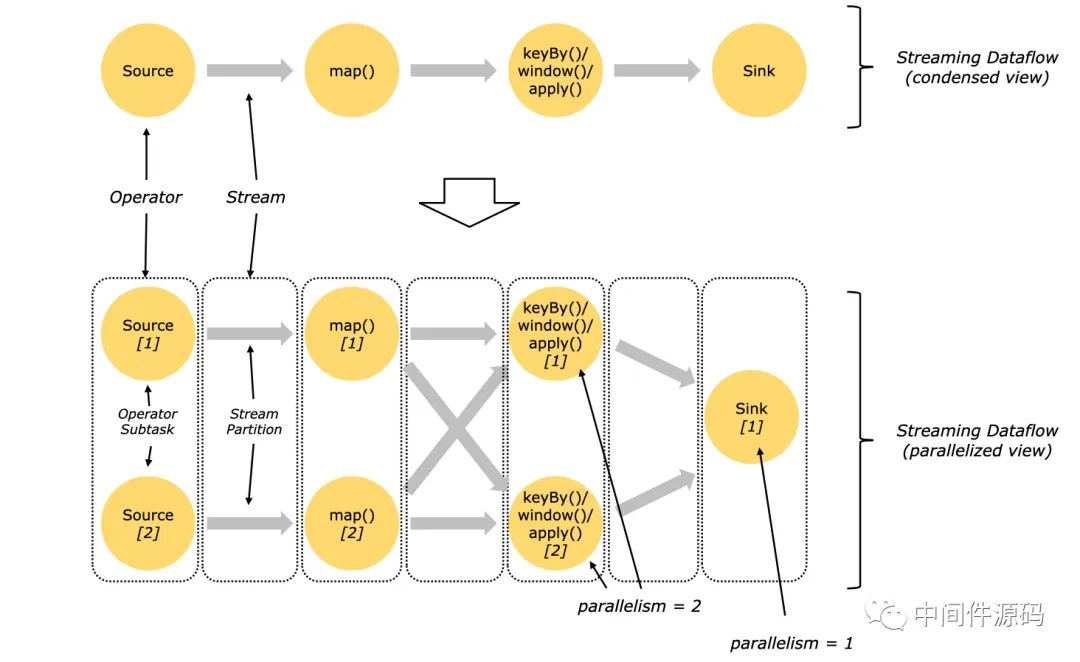 Source
map()
keyBy()/
window()/
apply()
Sink
Streaming Dataflow
(condensed view)
Operator
Stream
Source
[1]
map()
[1]
keyBy()/
window()/
apply()
[1]
Operator
Subtask
Stream
Partition
Sink
[1]
Streaming Dataflow
(parallelized view)
Source
[2]
map()
[2]
keyBy()/
window()/
apply()
[2]
parallelism = 2
parallelism = 1
中间件源码